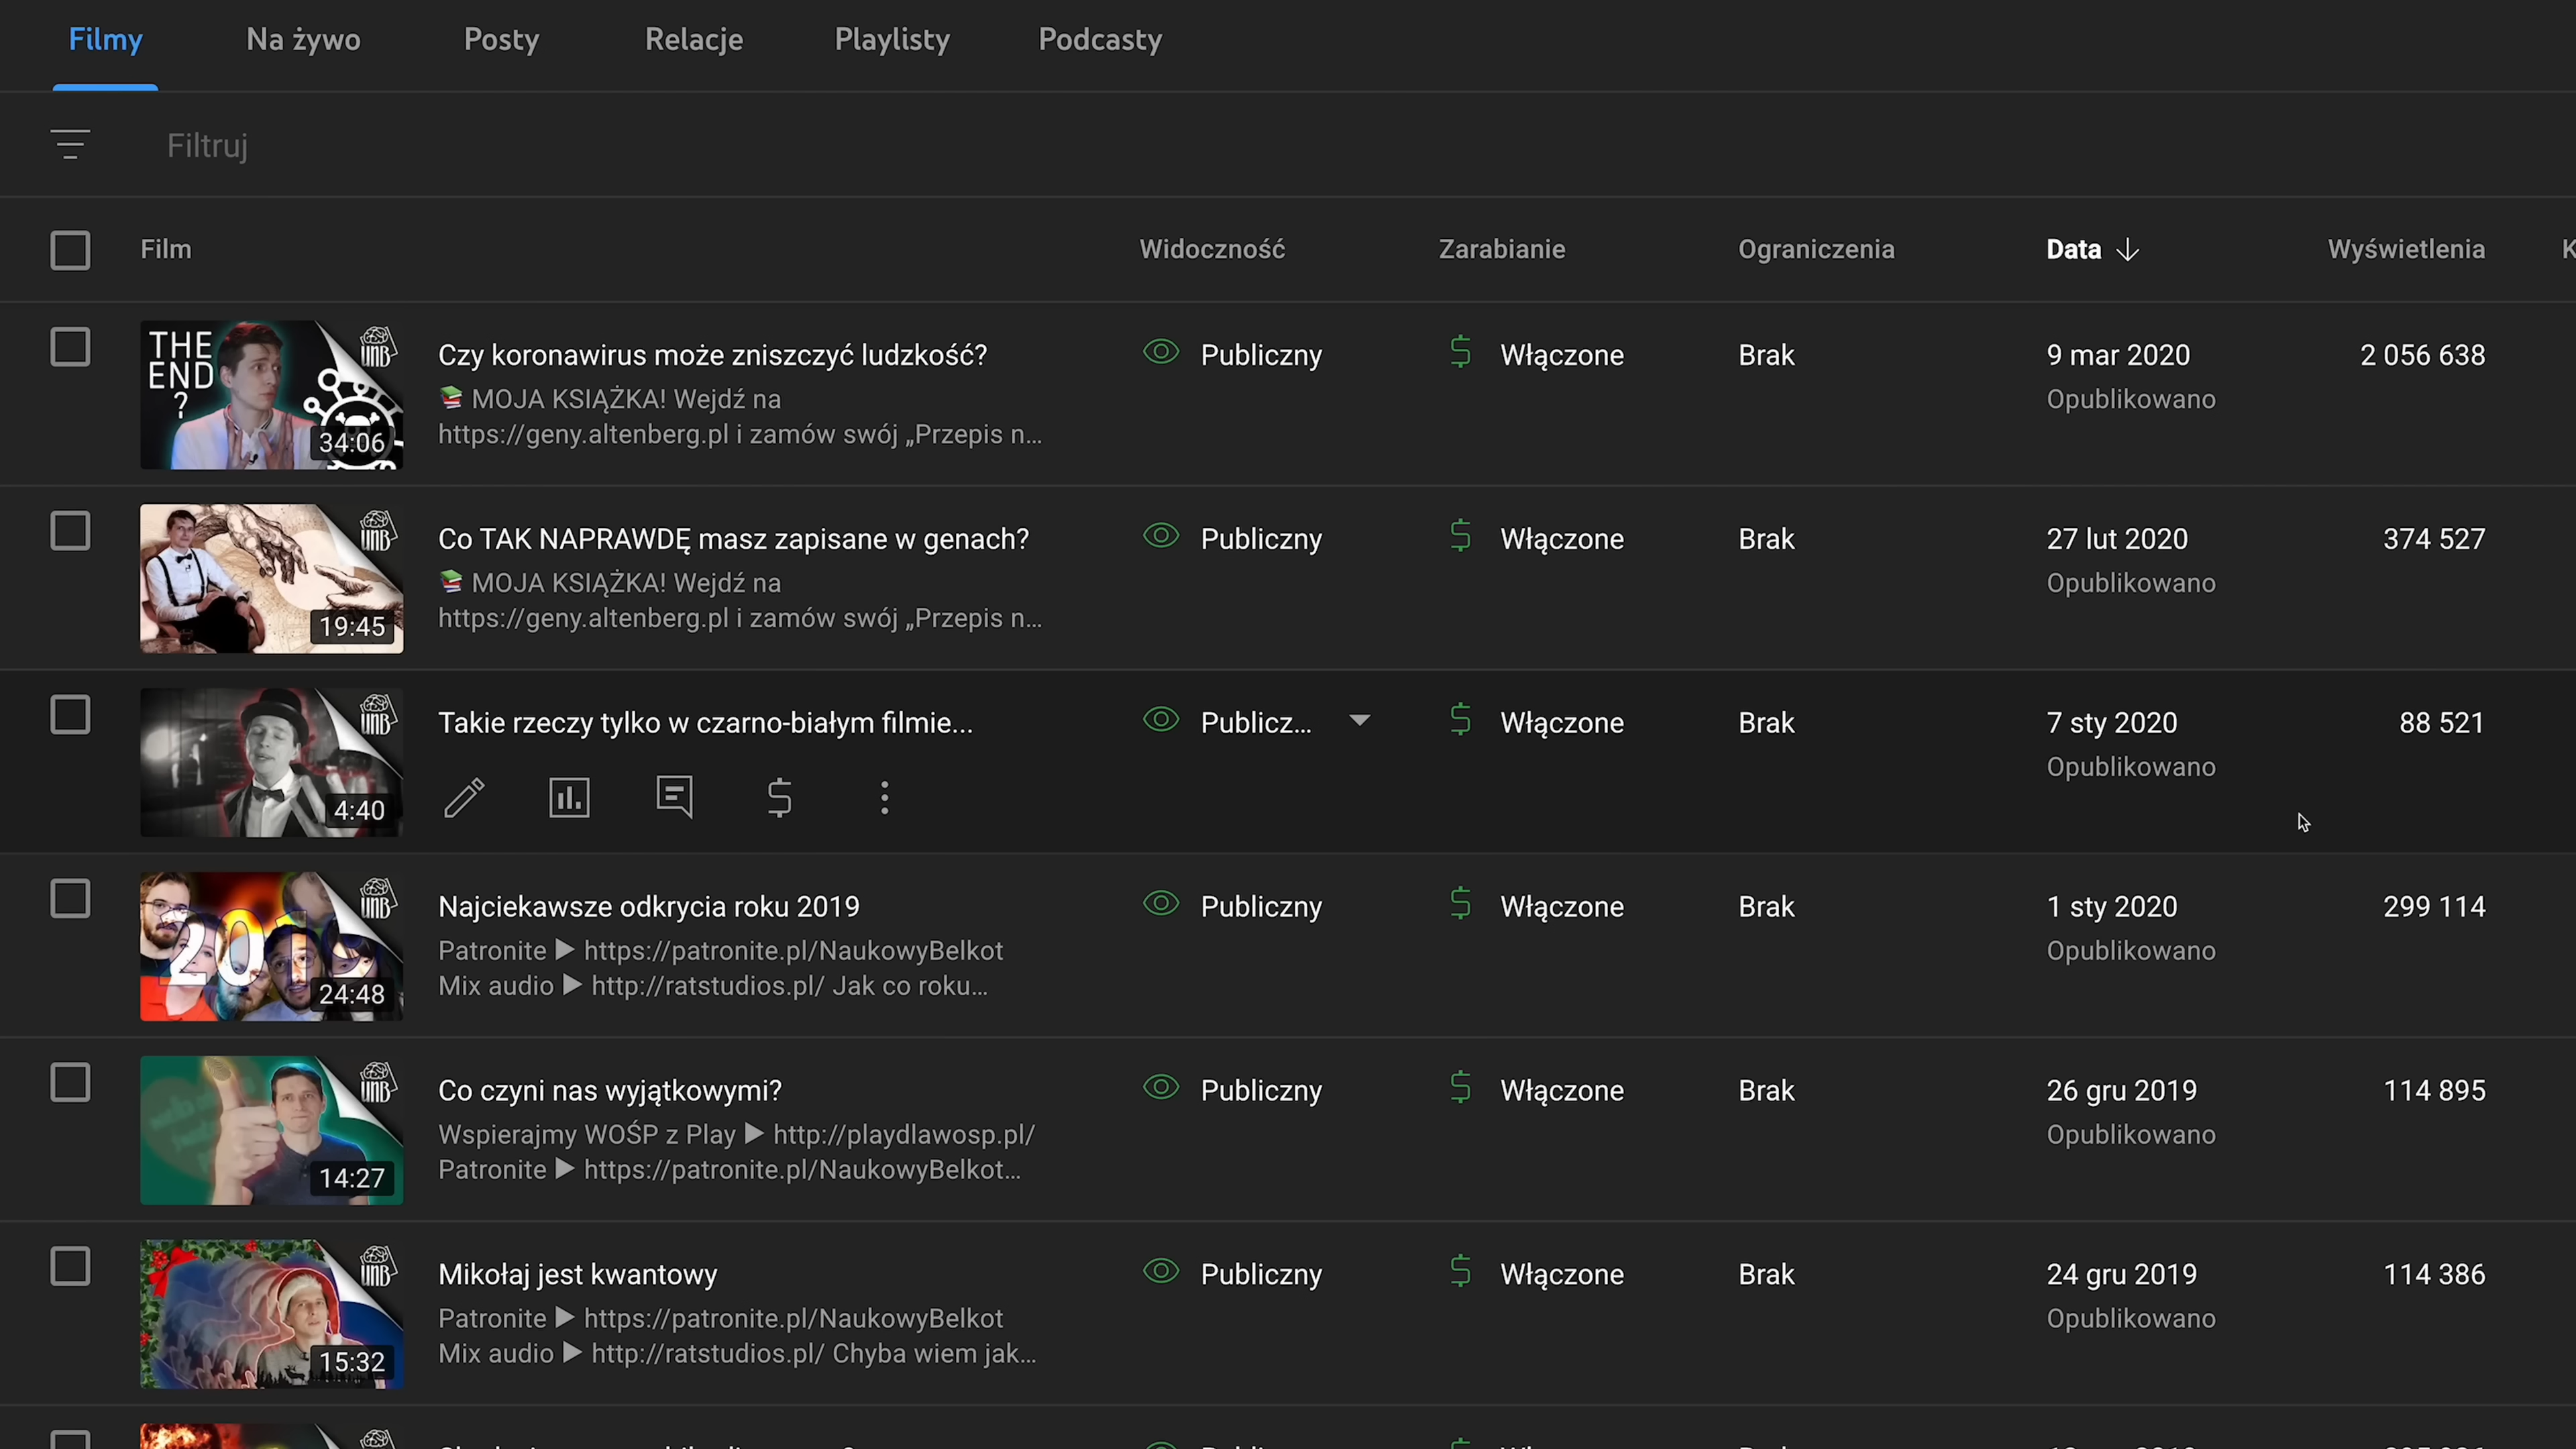 Filmy Na żywo Posty Relacje Playlisty Podcasty
Filtruj
Film Widoczność Zarabianie Ograniczenia Data Wyświetlenia K
THE
END
?
UNB
34:06
Czy koronawirus może zniszczyć ludzkość? Publiczny Włączone Brak 9 mar 2020 2 056 638
📚 MOJA KSIĄŻKA! Wejdź na Opublikowano
https://geny.altenberg.pl i zamów swój „Przepis n...
UNB
19:45
Co TAK NAPRAWDĘ masz zapisane w genach? Publiczny Włączone Brak 27 lut 2020 374 527
📚 MOJA KSIĄŻKA! Wejdź na Opublikowano
https://geny.altenberg.pl i zamów swój „Przepis n...
UNB
4:40
Takie rzeczy tylko w czarno-białym filmie... Publicz... Włączone Brak 7 sty 2020 88 521
Opublikowano
UNB
2019
24:48
Najciekawsze odkrycia roku 2019 Publiczny Włączone Brak 1 sty 2020 299 114
Patronite ▶ https://patronite.pl/NaukowyBelkot Opublikowano
Mix audio ▶ http://ratstudios.pl/ Jak co roku...
UNB
14:27
Co czyni nas wyjątkowymi? Publiczny Włączone Brak 26 gru 2019 114 895
Wspierajmy WOŚP z Play ▶ http://playdlawosp.pl/ Opublikowano
Patronite ▶ https://patronite.pl/NaukowyBelkot...
UNB
15:32
Mikołaj jest kwantowy Publiczny Włączone Brak 24 gru 2019 114 386
Patronite ▶ https://patronite.pl/NaukowyBelkot Opublikowano
Mix audio ▶ http://ratstudios.pl/ Chyba wiem jak...